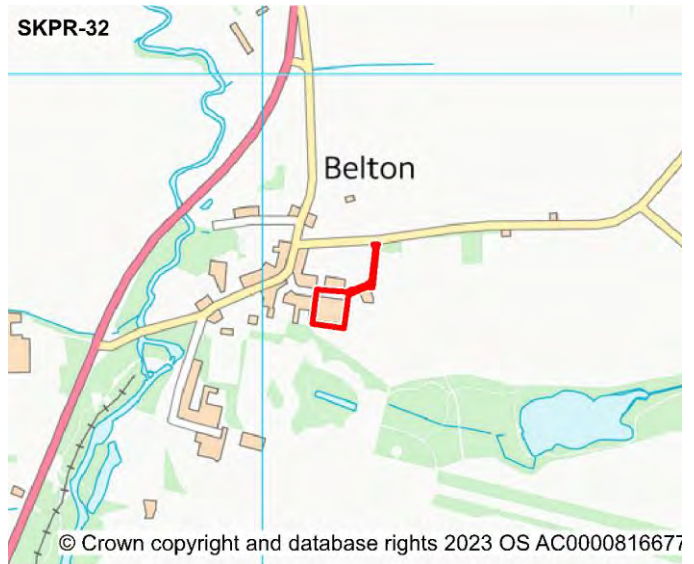 SKPR-32
Belton
© Crown copyright and database rights 2023 OS AC0000816677